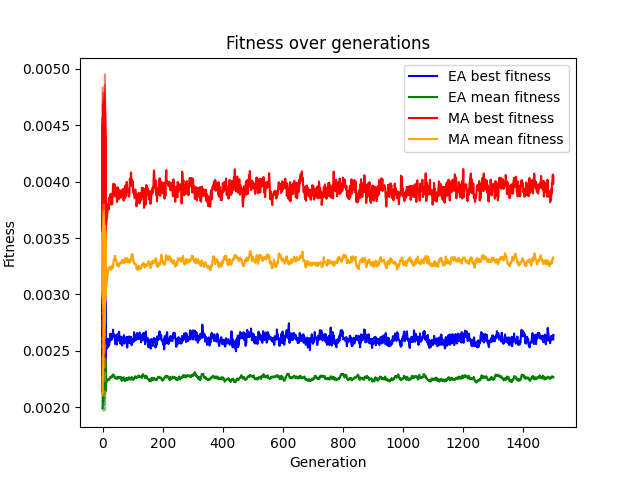 Fitness over generations
0.0050
0.0045
0.0040
0.0035
0.0030
0.0025
0.0020
Fitness
EA best fitness
EA mean fitness
MA best fitness
MA mean fitness
0 200 400 600 800 1000 1200 1400
Generation